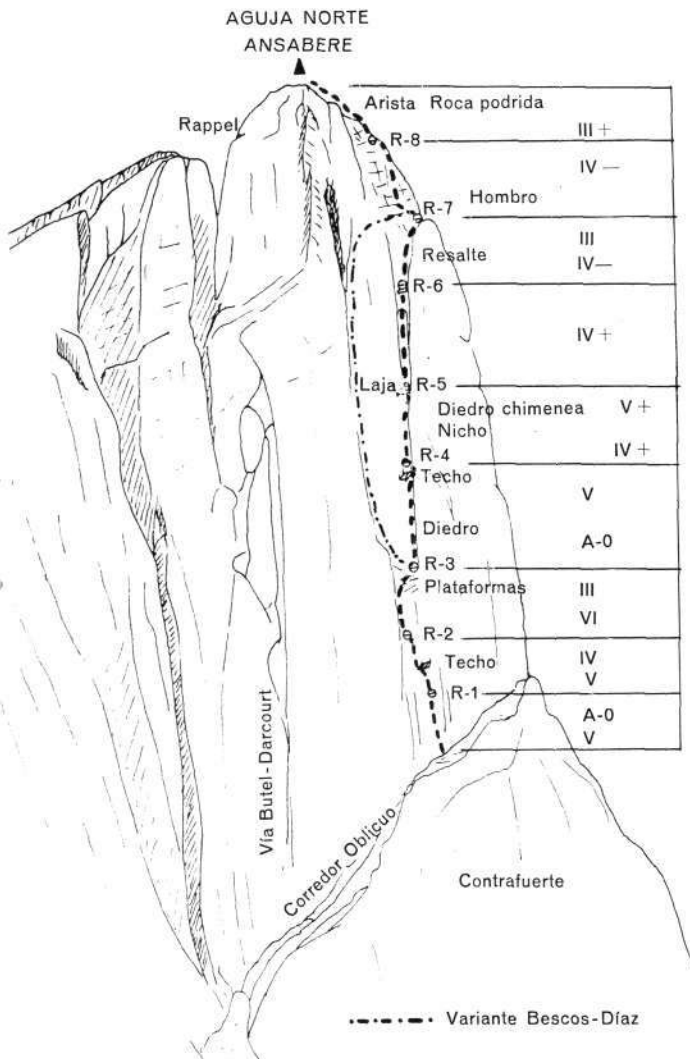 AGUJA NORTE
ANSABERE
Arista Roca podrida
Rappel
III +
R-8
IV —
R-7 Hombro
III
Resalte
IV—
R-6
IV +
Laja R-5
Diedro chimenea V +
Nicho
IV +
R-4
Techo
V
Diedro
A-0
R-3
Plataformas III
VI
R-2
Techo IV
V
R-1
A-0
V
Vía Butel-Darcourt
Corredor Oblicuo
Contrafuerte
Variante Bescos-Díaz